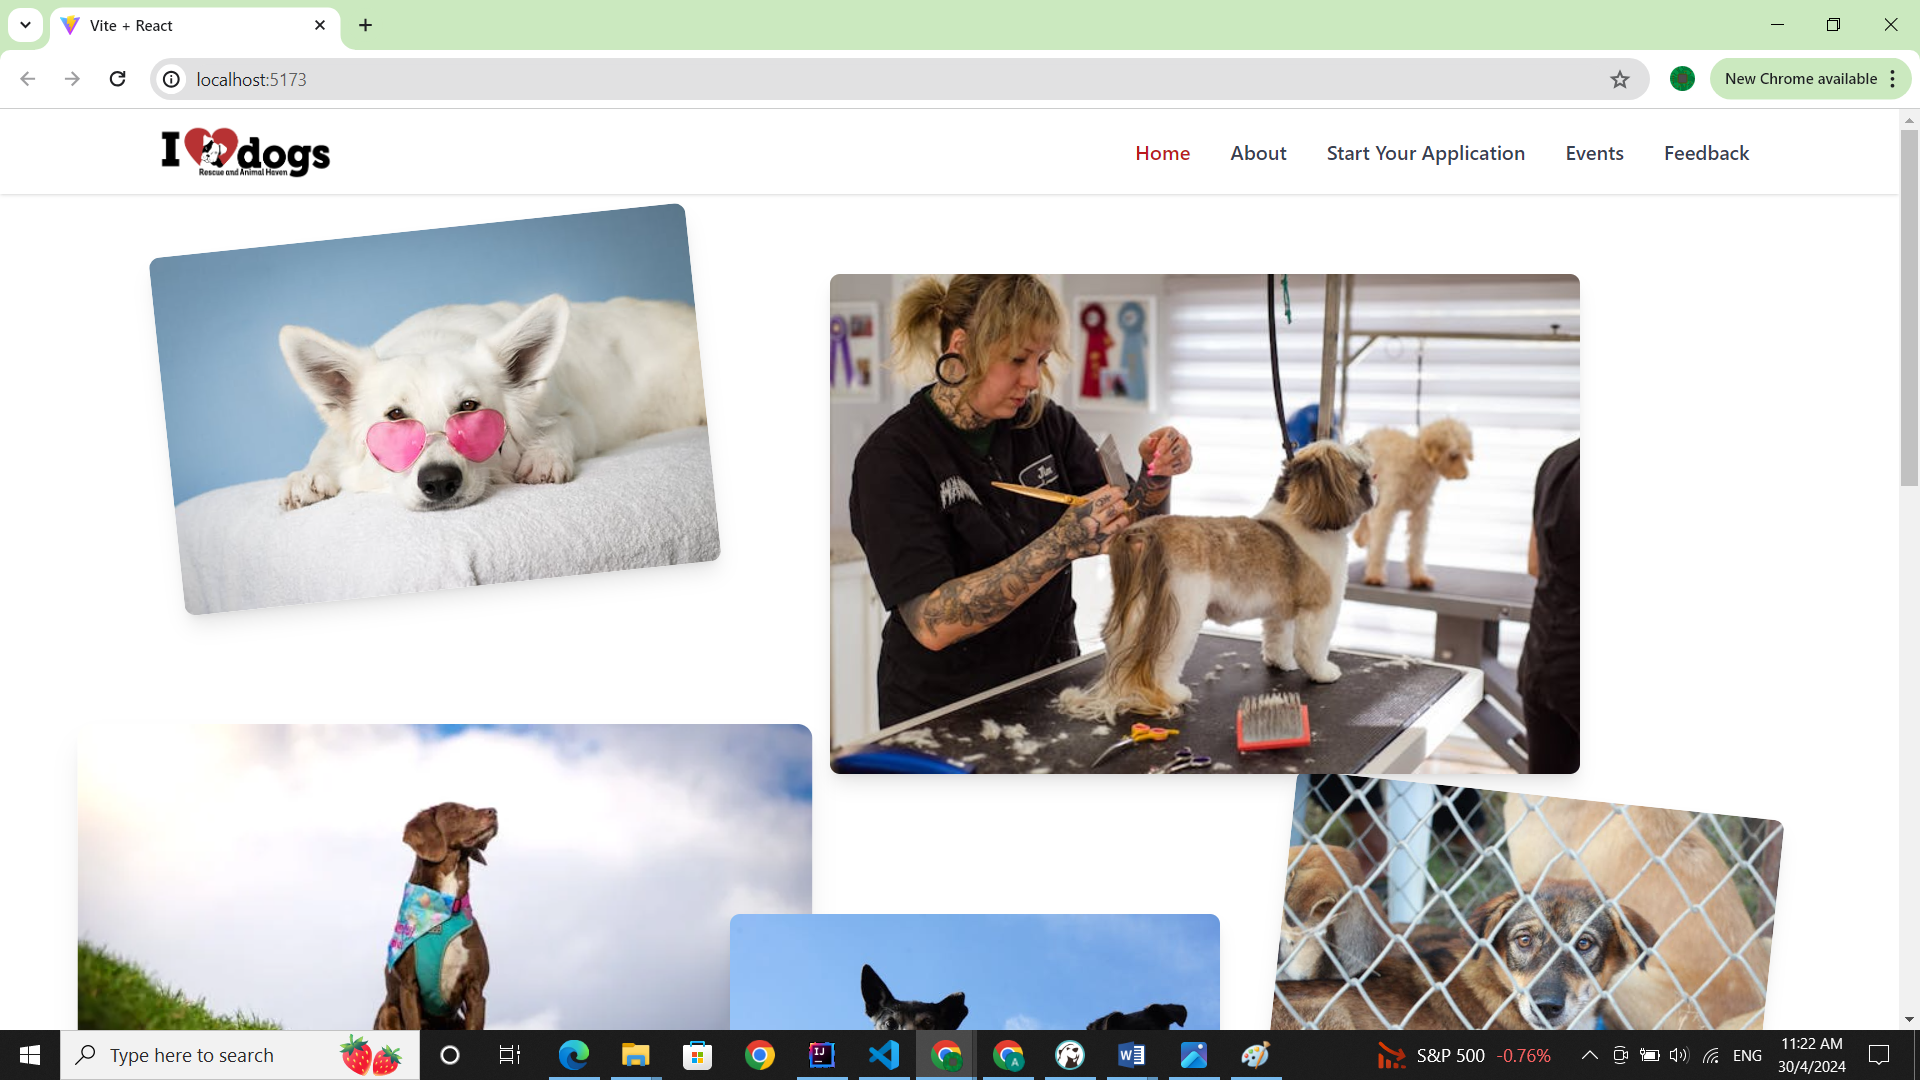 Vite + React
localhost:5173
New Chrome available
I dogs
Rescue and Animal Haven
Home
About
Start Your Application
Events
Feedback
Type here to search
S&P 500 -0.76%
ENG
11:22 AM
30/4/2024